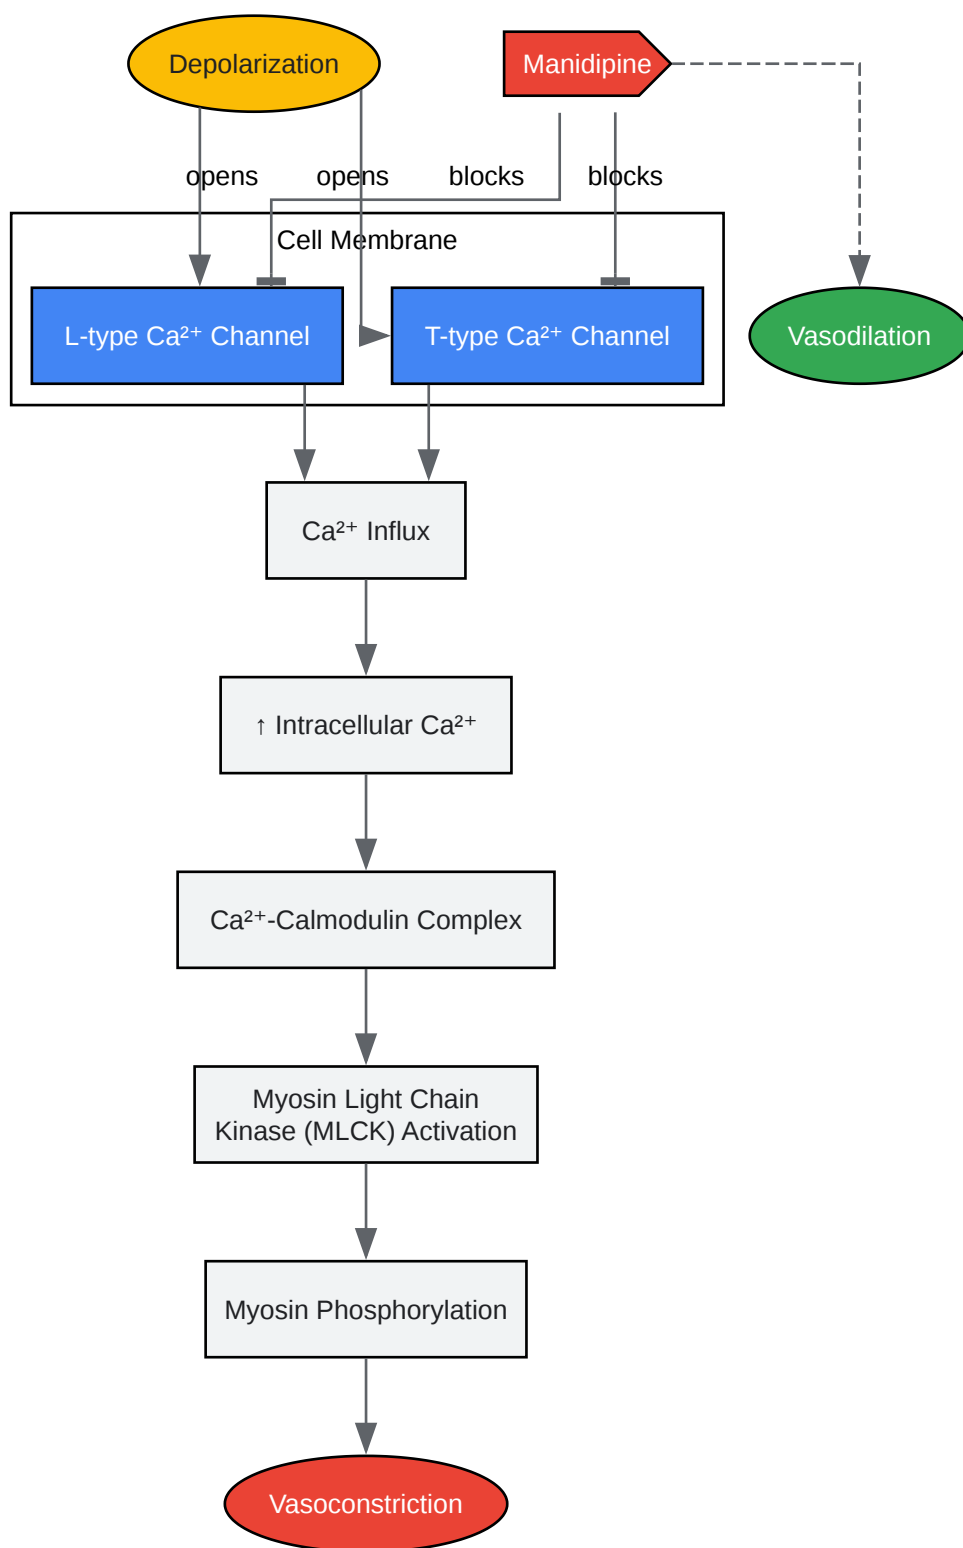 Depolarization
Manidipine
opens
opens
blocks
blocks
Cell Membrane
L-type Ca²⁺ Channel
T-type Ca²⁺ Channel
Vasodilation
Ca²⁺ Influx
↑ Intracellular Ca²⁺
Ca²⁺-Calmodulin Complex
Myosin Light Chain
Kinase (MLCK) Activation
Myosin Phosphorylation
Vasoconstriction